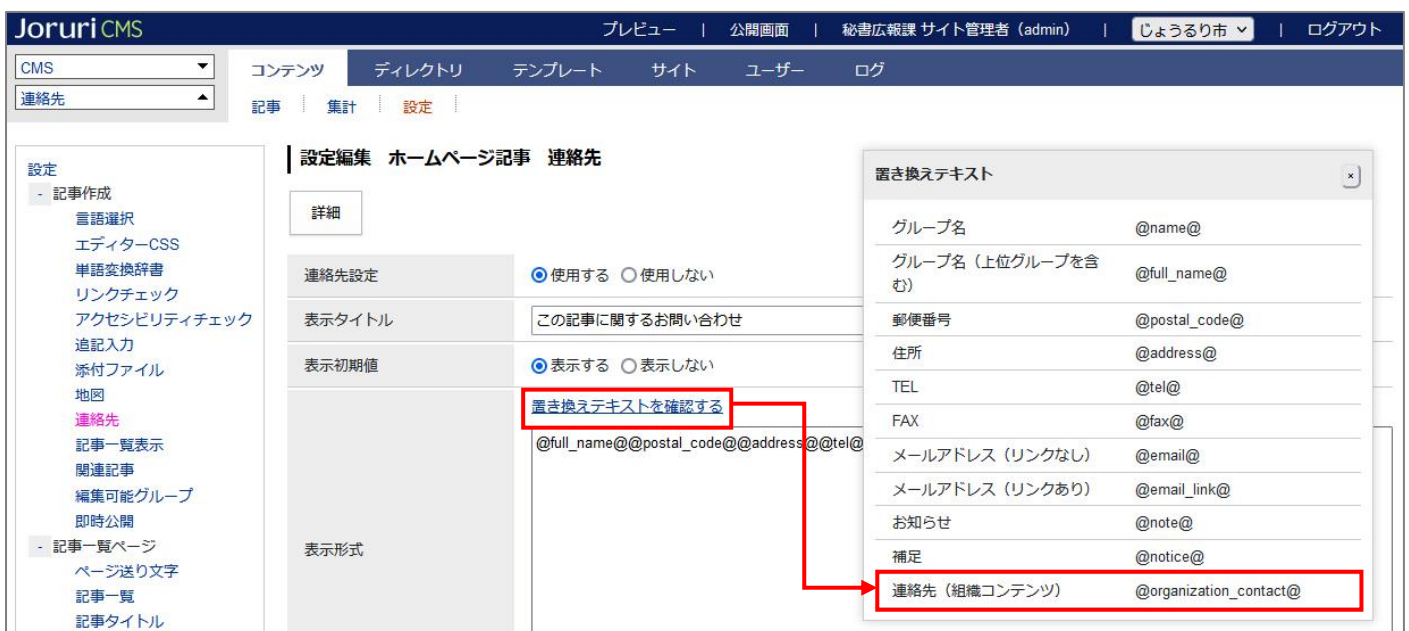 Joruri CMS
プレビュー | 公開画面 | 秘書広報課 サイト管理者（admin） | じょうるり市 | ログアウト
CMS
連絡先
コンテンツ ディレクトリ テンプレート サイト ユーザー ログ
記事 集計 設定
設定
- 記事作成
言語選択
エディターCSS
単語変換辞書
リンクチェック
アクセシビリティチェック
追記入力
添付ファイル
地図
連絡先
記事一覧表示
関連記事
編集可能グループ
即時公開
- 記事一覧ページ
ページ送り文字
記事一覧
記事タイトル
設定編集 ホームページ記事 連絡先
詳細
連絡先設定 使用する 使用しない
表示タイトル この記事に関するお問い合わせ
表示初期値 表示する 表示しない
表示形式
置き換えテキストを確認する
@full_name@@postal_code@@address@@tel@
置き換えテキスト ×
グループ名 @name@
グループ名（上位グループを含
む） @full_name@
郵便番号 @postal_code@
住所 @address@
TEL @tel@
FAX @fax@
メールアドレス（リンクなし） @email@
メールアドレス（リンクあり） @email_link@
お知らせ @note@
補足 @notice@
連絡先（組織コンテンツ） @organization_contact@